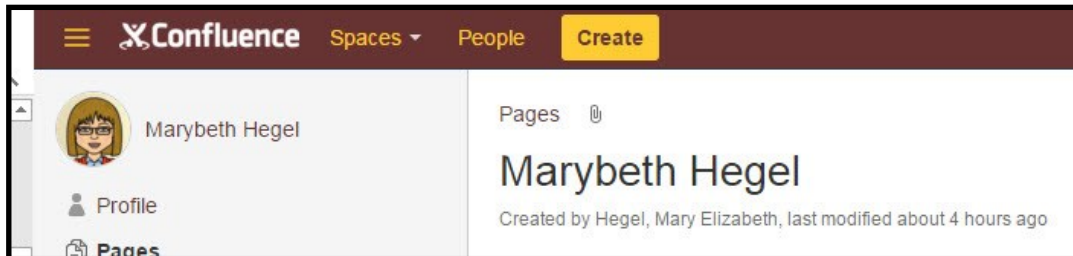 Confluence Spaces People Create
Marybeth Hegel
Profile
Pages
Pages
Marybeth Hegel
Created by Hegel, Mary Elizabeth, last modified about 4 hours ago